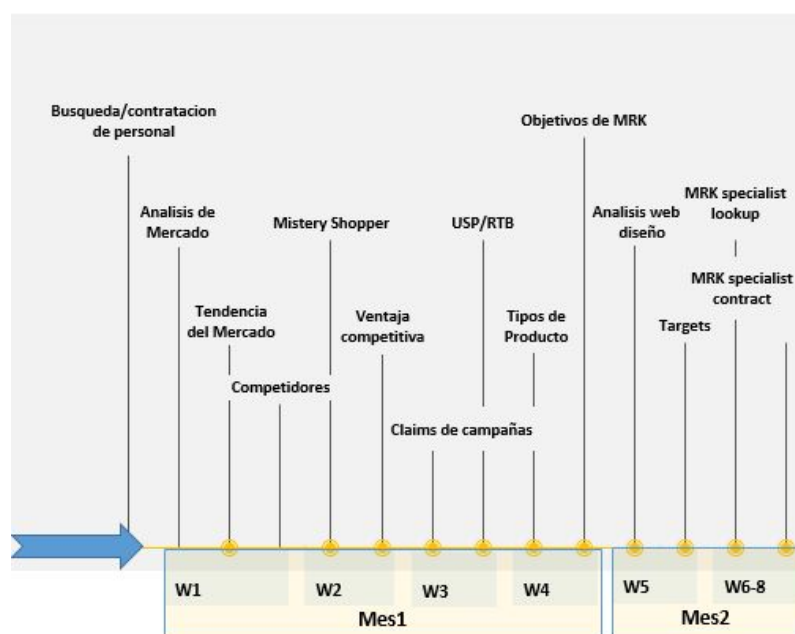 Busqueda/contratacion
de personal
Objetivos de MRK
Analisis de
Mercado
Mistery Shopper
USP/RTB
Analisis web
diseño
MRK specialist
lookup
MRK specialist
contract
Tendencia
del Mercado
Ventaja
competitiva
Tipos de
Producto
Targets
Competidores
Claims de campañas
W1
W2
W3
W4
W5
W6-8
Mes1
Mes2